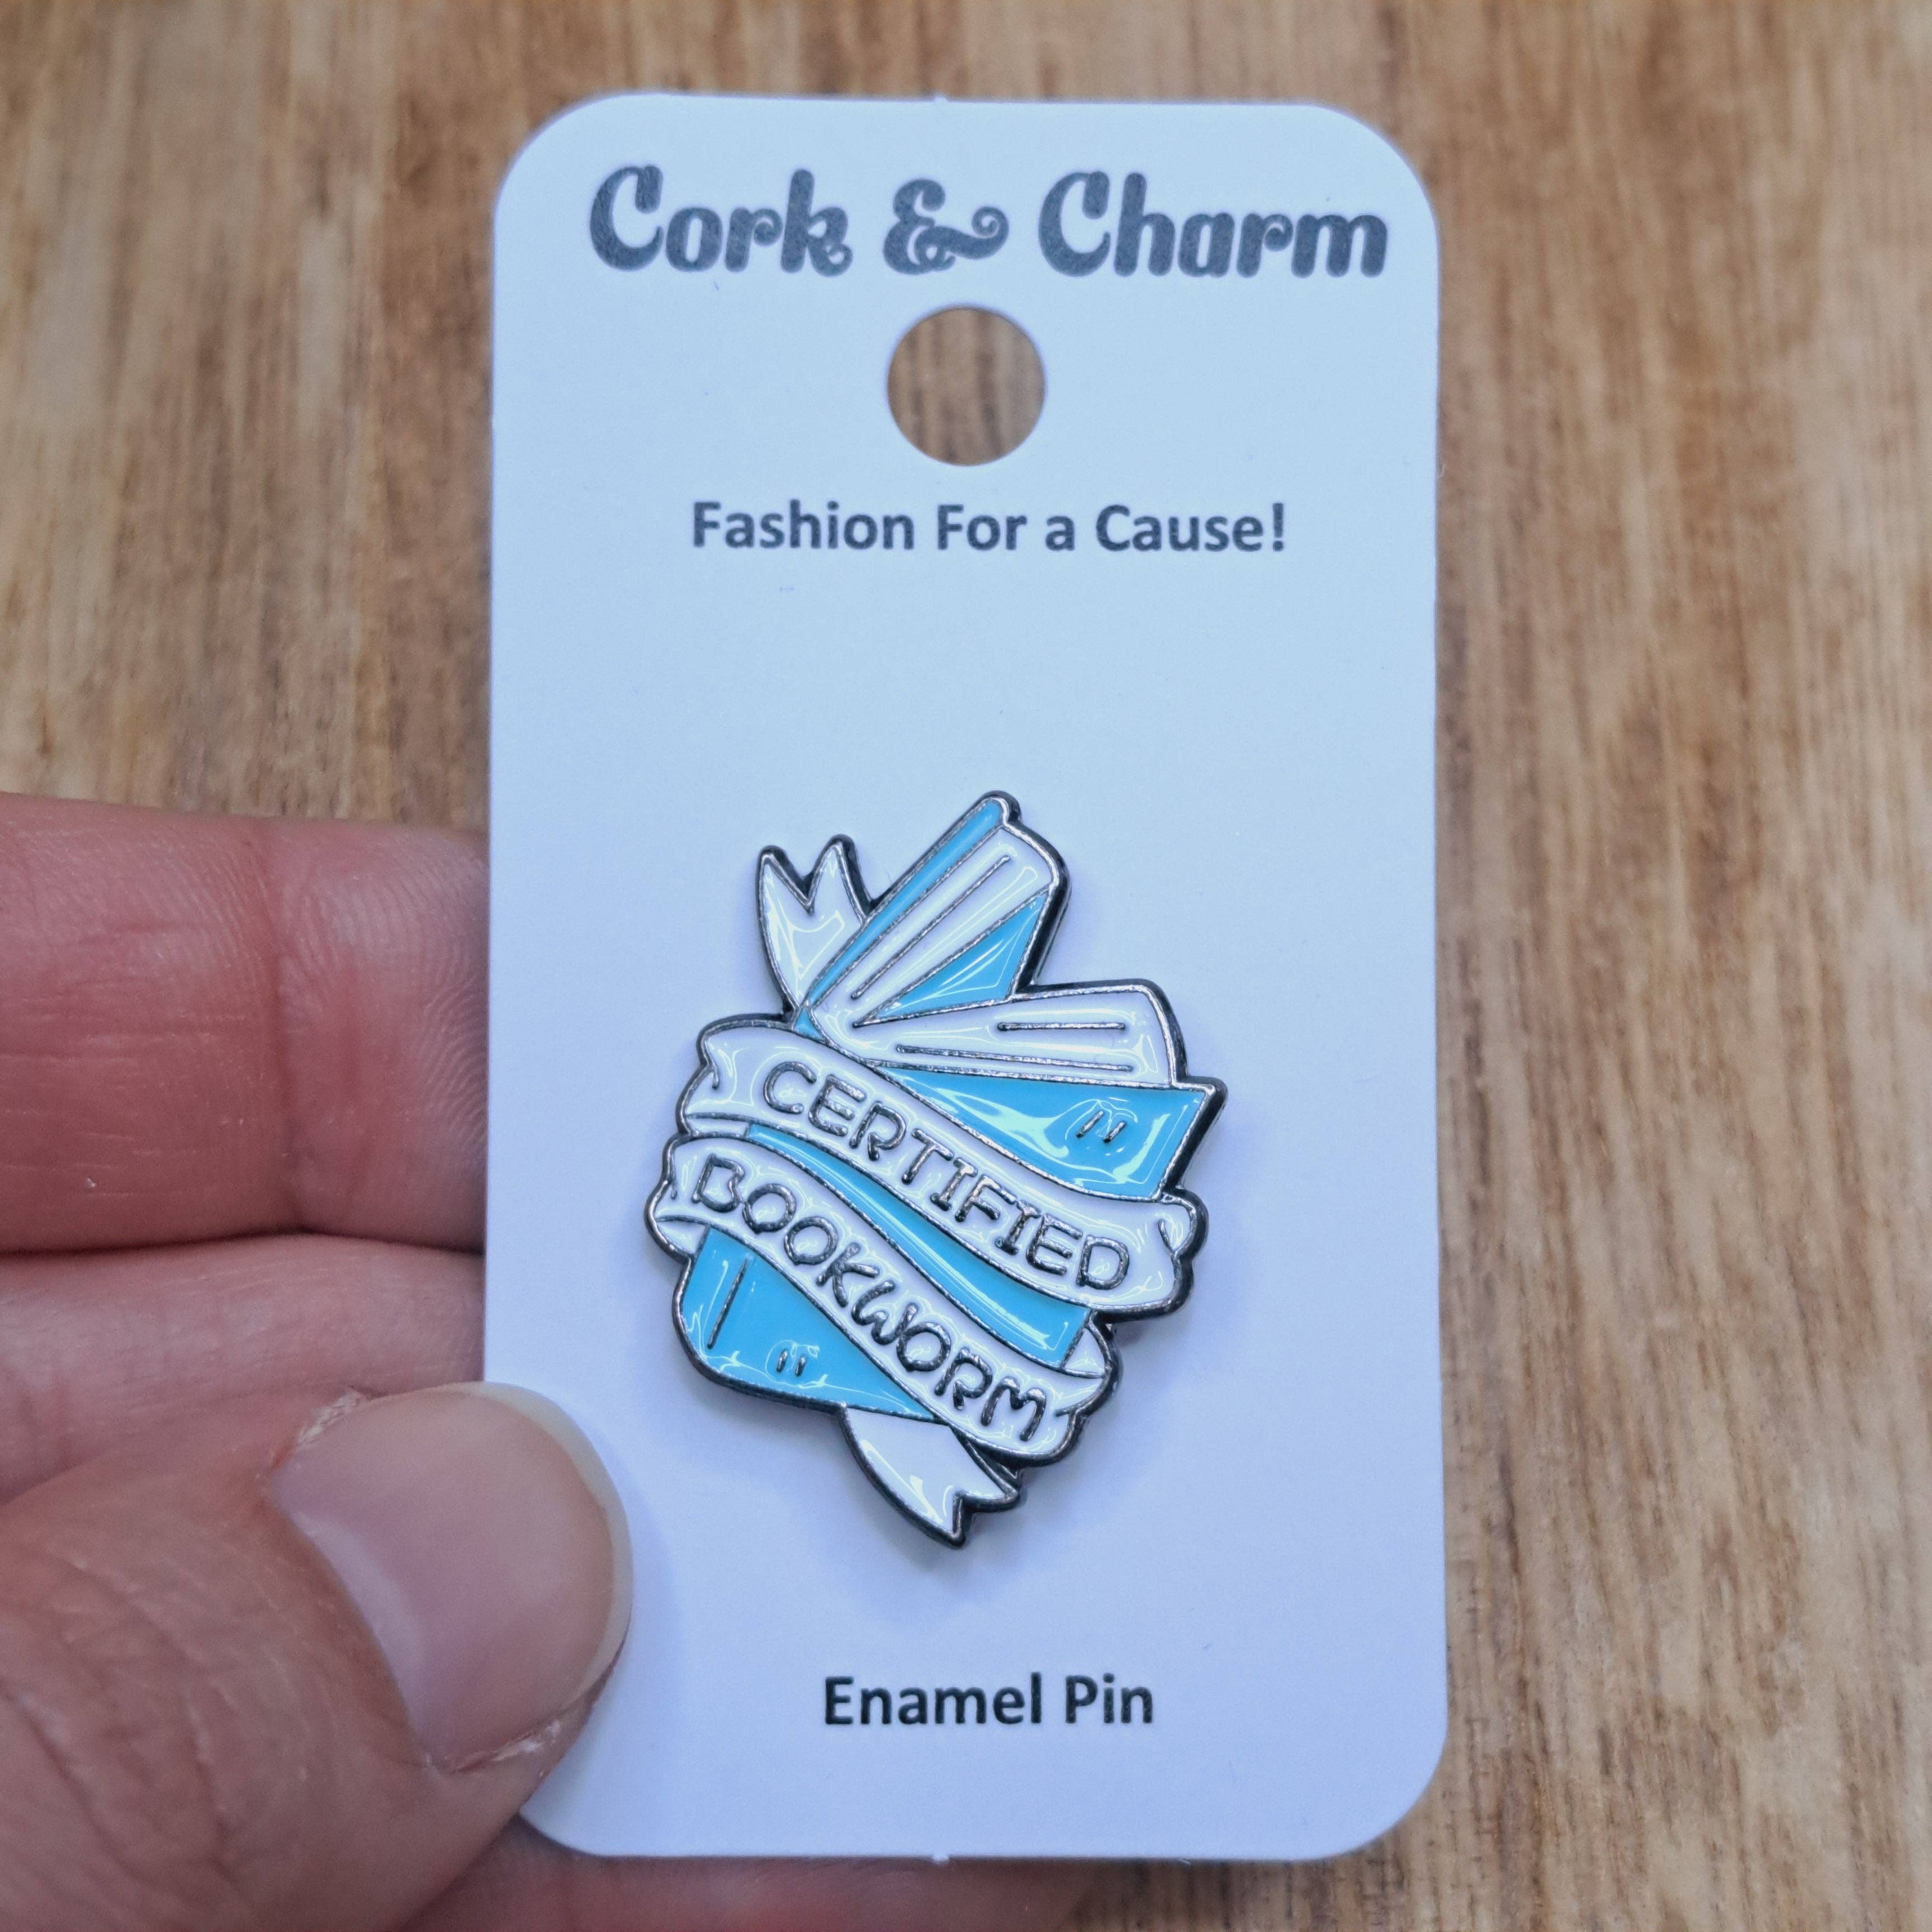 Cork & Charm
Fashion For a Cause!
CERTIFIED
BOOKWORM
Enamel Pin